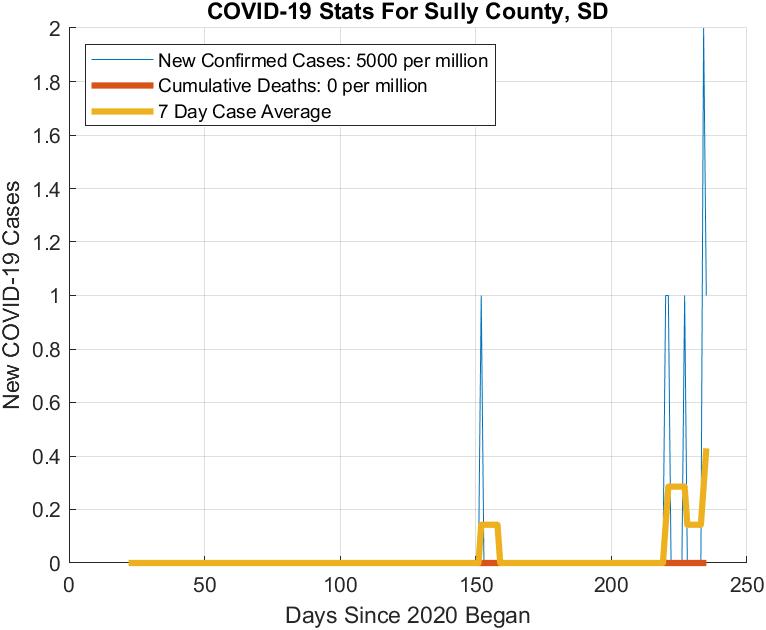 COVID-19 Stats For Sully County, SD
2
New Confirmed Cases: 5000 per million
Cumulative Deaths: 0 per million
7 Day Case Average
1.8
1.6
1.4
1.2
1
0.8
0.6
0.4
0.2
0
New COVID-19 Cases
0 50 100 150 200 250
Days Since 2020 Began